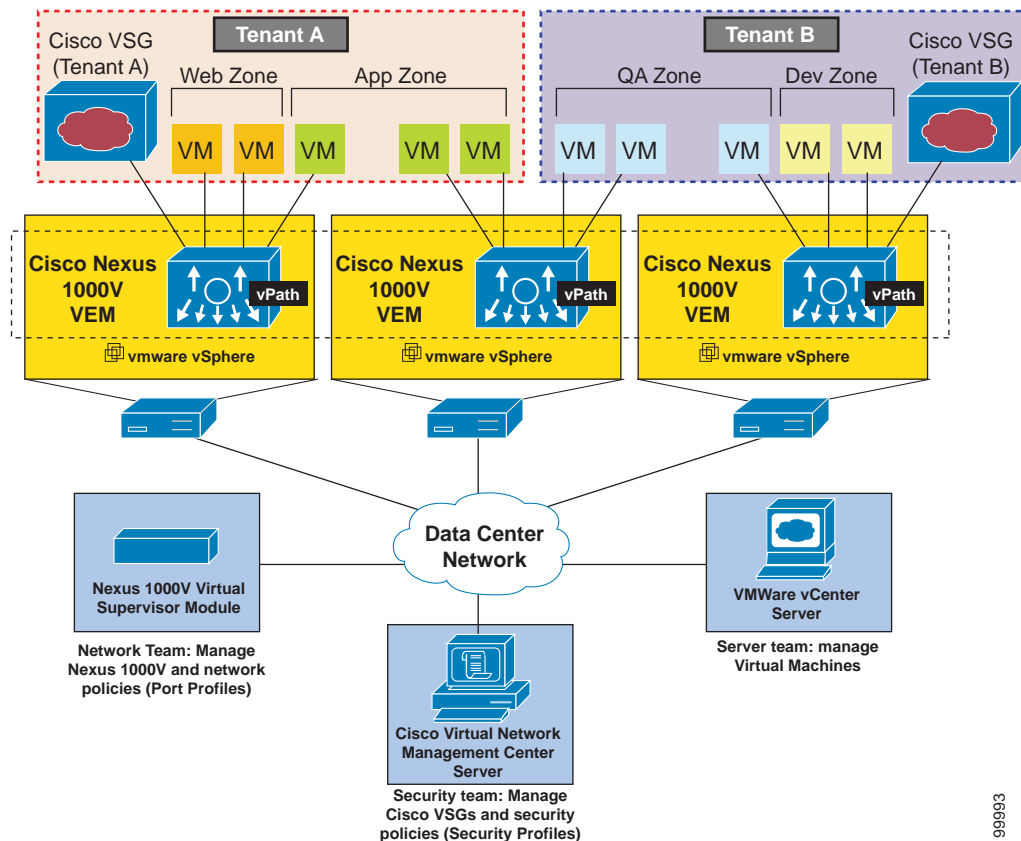 Tenant A
Tenant B
Cisco VSG
(Tenant A)
Web Zone
App Zone
QA Zone
Dev Zone
Cisco VSG
(Tenant B)
VM
VM
VM
VM
VM
VM
VM
VM
VM
VM
Cisco Nexus
1000V
VEM
vPath
vmware vSphere
Cisco Nexus
1000V
VEM
vPath
vmware vSphere
Cisco Nexus
1000V
VEM
vPath
vmware vSphere
Data Center
Network
Nexus 1000V Virtual
Supervisor Module
Network Team: Manage
Nexus 1000V and network
policies (Port Profiles)
VMWare vCenter
Server
Server team: manage
Virtual Machines
Cisco Virtual Network
Management Center
Server
Security team: Manage
Cisco VSGs and security
policies (Security Profiles)
99993